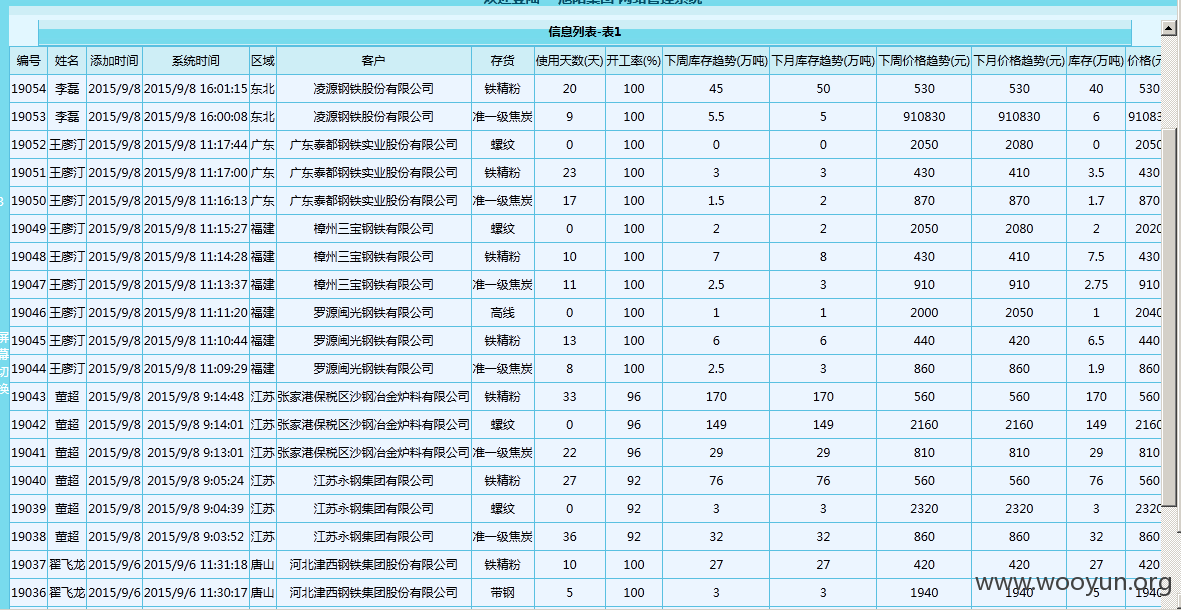 信息列表-表1
编号 姓名 添加时间 系统时间 区域 客户 存货 使用天数(天) 开工率(%) 下周库存趋势(万吨) 下月库存趋势(万吨) 下周价格趋势(元) 下月价格趋势(元) 库存(万吨) 价格(元
19054 李磊 2015/9/8 2015/9/8 16:01:15 东北 凌源钢铁股份有限公司 铁精粉 20 100 45 50 530 530 40 530
19053 李磊 2015/9/8 2015/9/8 16:00:08 东北 凌源钢铁股份有限公司 准一级焦炭 9 100 5.5 5 910830 910830 6 91083
19052 王廖汀 2015/9/8 2015/9/8 11:17:44 广东 广东泰都钢铁实业股份有限公司 螺纹 0 100 0 0 2050 2080 0 2050
19051 王廖汀 2015/9/8 2015/9/8 11:17:00 广东 广东泰都钢铁实业股份有限公司 铁精粉 23 100 3 3 430 410 3.5 430
19050 王廖汀 2015/9/8 2015/9/8 11:16:13 广东 广东泰都钢铁实业股份有限公司 准一级焦炭 17 100 1.5 2 870 870 1.7 870
19049 王廖汀 2015/9/8 2015/9/8 11:15:27 福建 樟州三宝钢铁有限公司 螺纹 0 100 2 2 2050 2080 2 2020
19048 王廖汀 2015/9/8 2015/9/8 11:14:28 福建 樟州三宝钢铁有限公司 铁精粉 10 100 7 8 430 410 7.5 430
19047 王廖汀 2015/9/8 2015/9/8 11:13:37 福建 樟州三宝钢铁有限公司 准一级焦炭 11 100 2.5 3 910 910 2.75 910
19046 王廖汀 2015/9/8 2015/9/8 11:11:20 福建 罗源闽光钢铁有限公司 高线 0 100 1 1 2000 2050 1 2040
19045 王廖汀 2015/9/8 2015/9/8 11:10:44 福建 罗源闽光钢铁有限公司 铁精粉 13 100 6 6 440 420 6.5 440
19044 王廖汀 2015/9/8 2015/9/8 11:09:29 福建 罗源闽光钢铁有限公司 准一级焦炭 8 100 2.5 3 860 860 1.9 860
19043 董超 2015/9/8 2015/9/8 9:14:48 江苏 张家港保税区沙钢冶金炉料有限公司 铁精粉 33 96 170 170 560 560 170 560
19042 董超 2015/9/8 2015/9/8 9:14:01 江苏 张家港保税区沙钢冶金炉料有限公司 螺纹 0 96 149 149 2160 2160 149 2160
19041 董超 2015/9/8 2015/9/8 9:13:01 江苏 张家港保税区沙钢冶金炉料有限公司 准一级焦炭 22 96 29 29 810 810 29 810
19040 董超 2015/9/8 2015/9/8 9:05:24 江苏 江苏永钢集团有限公司 铁精粉 27 92 76 76 560 560 76 560
19039 董超 2015/9/8 2015/9/8 9:04:39 江苏 江苏永钢集团有限公司 螺纹 0 92 3 3 2320 2320 3 2320
19038 董超 2015/9/8 2015/9/8 9:03:52 江苏 江苏永钢集团有限公司 准一级焦炭 36 92 32 32 860 860 32 860
19037 翟飞龙 2015/9/6 2015/9/6 11:31:18 唐山 河北津西钢铁集团股份有限公司 铁精粉 10 100 27 27 420 420 27 420
19036 翟飞龙 2015/9/6 2015/9/6 11:30:17 唐山 河北津西钢铁集团股份有限公司 带钢 5 100 3 3 1940 1940 5 1940
屏
幕
切
换
www.wooyun.org